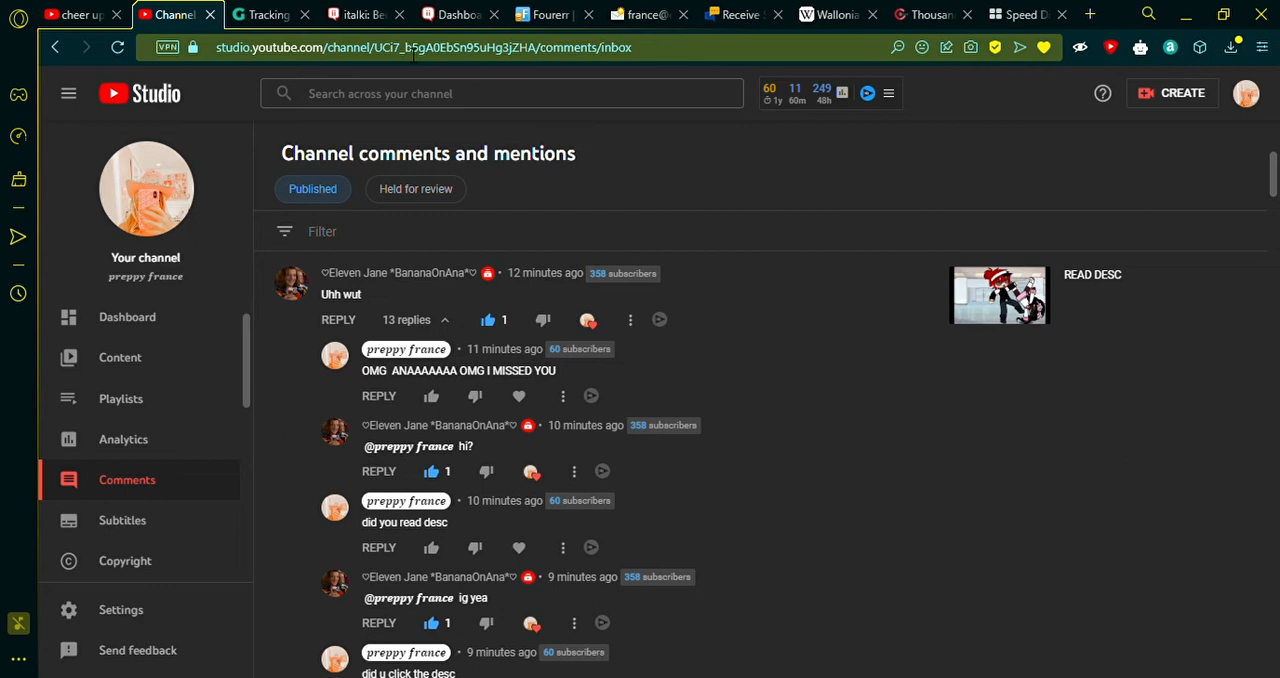 cheer up
Channel
Tracking
italki: Be
Dashboa
Fourerr
france@
Receive
Wallonia
Thousan
Speed D
VPN
studio.youtube.com/channel/UCi7_b5gA0EbSn95uHg3jZHA/comments/inbox
Studio
Search across your channel
60 11 249
1y 60m 48h
CREATE
Channel comments and mentions
Published
Held for review
Filter
Your channel
preppy france
Dashboard
Content
Playlists
Analytics
Comments
Subtitles
Copyright
Settings
Send feedback
♡Eleven Jane *BananaOnAna*♡ • 12 minutes ago 358 subscribers
Uhh wut
REPLY 13 replies 1
READ DESC
preppy france • 11 minutes ago 60 subscribers
OMG ANAAAAAAA OMG I MISSED YOU
REPLY
♡Eleven Jane *BananaOnAna*♡ • 10 minutes ago 358 subscribers
@preppy france hi?
REPLY 1
preppy france • 10 minutes ago 60 subscribers
did you read desc
REPLY
♡Eleven Jane *BananaOnAna*♡ • 9 minutes ago 358 subscribers
@preppy france ig yea
REPLY 1
preppy france • 9 minutes ago 60 subscribers
did u click the desc